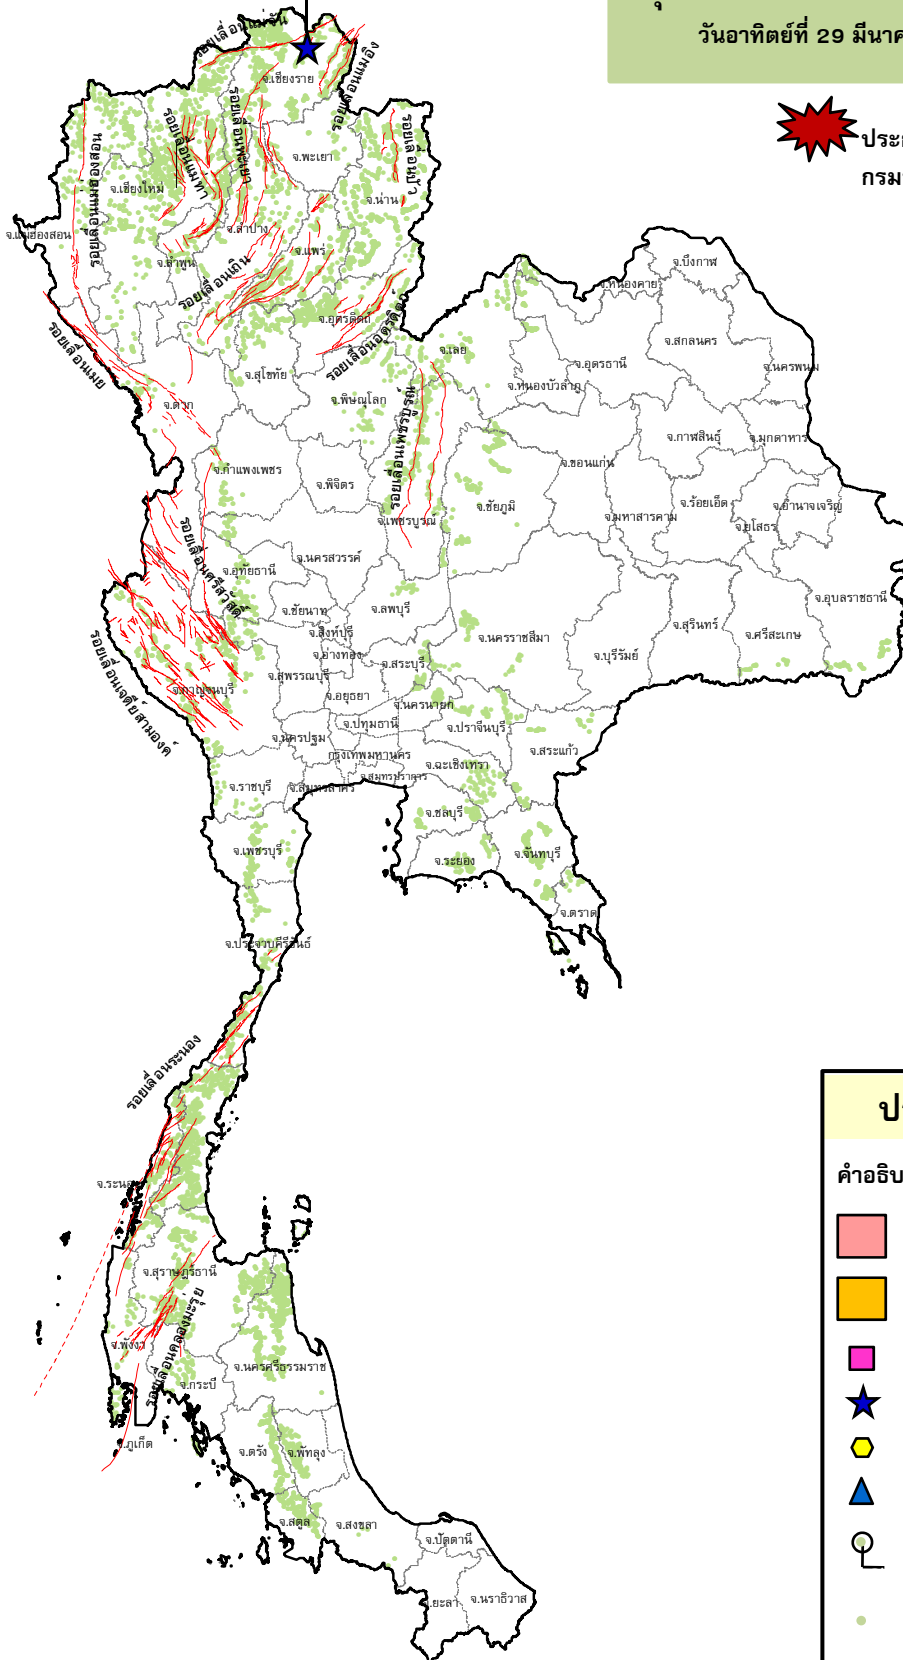 วันอาทิตย์ที่ 29 มีนาค
ประ
กรม
รอยเลื่อนแม่จัน
จ.เชียงราย
รอยเลื่อนแม่อิง
รอยเลื่อนแม่ฮ่องสอน
รอยเลื่อนแม่ทา
รอยเลื่อนพะเยา
จ.พะเยา
รอยเลื่อนปัว
จ.เชียงใหม่
จ.น่าน
จ.แม่ฮ่องสอน
จ.ลำปาง
จ.แพร่
จ.ลำพูน
รอยเลื่อนเถิน
จ.บึงกาฬ
จ.หนองคาย
จ.อุตรดิตถ์
รอยเลื่อนอุตรดิตถ์
จ.สกลนคร
รอยเลื่อนเมย
จ.เลย
จ.อุดรธานี
จ.นครพนม
จ.สุโขทัย
จ.หนองบัวลำภู
จ.ตาก
จ.พิษณุโลก
รอยเลื่อนเพชรบูรณ์
จ.กาฬสินธุ์
จ.มุกดาหาร
จ.กำแพงเพชร
จ.พิจิตร
จ.ขอนแก่น
จ.ชัยภูมิ
จ.ร้อยเอ็ด
จ.อำนาจเจริญ
จ.มหาสารคาม
จ.ยโสธร
จ.เพชรบูรณ์
รอยเลื่อนศรีสวัสดิ์
จ.นครสวรรค์
จ.อุทัยธานี
จ.ชัยนาท
จ.ลพบุรี
จ.อุบลราชธานี
จ.สิงห์บุรี
จ.นครราชสีมา
จ.สุรินทร์
จ.ศรีสะเกษ
จ.อ่างทอง
จ.สระบุรี
จ.บุรีรัมย์
รอยเลื่อนเจดีย์สามองค์
จ.กาญจนบุรี
จ.สุพรรณบุรี
จ.อยุธยา
จ.นครนายก
จ.ปทุมธานี
จ.ปราจีนบุรี
จ.นครปฐม
จ.สระแก้ว
กรุงเทพมหานคร
จ.ฉะเชิงเทรา
จ.สมุทรปราการ
จ.ราชบุรี
จ.สมุทรสาคร
จ.ชลบุรี
จ.เพชรบุรี
จ.ระยอง
จ.จันทบุรี
จ.ตราด
จ.ประจวบคีรีขันธ์
รอยเลื่อนระนอง
ป
คำอธิบ
จ.ระนอ
จ.สุราษฎร์ธานี
รอยเลื่อนคลองมะรุ่ย
จ.พังงา
จ.นครศรีธรรมราช
จ.กระบี่
จ.ภูเก็ต
จ.ตรัง
จ.พัทลุง
จ.สตูล
จ.สงขลา
จ.ปัตตานี
จ.ยะลา
จ.นราธิวาส